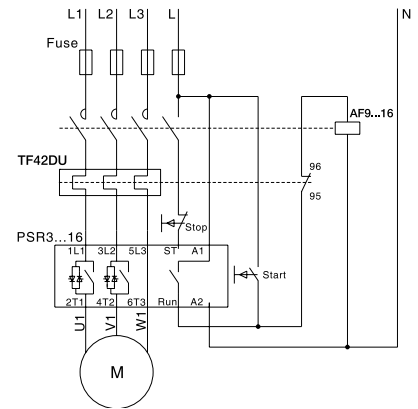 L1 L2 L3 L N
Fuse
AF9...16
TF42DU
96
95
Stop
PSR3...16
1L1 3L2 5L3 ST A1
Start
2T1 4T2 6T3 Run A2
U1 V1 W1
M